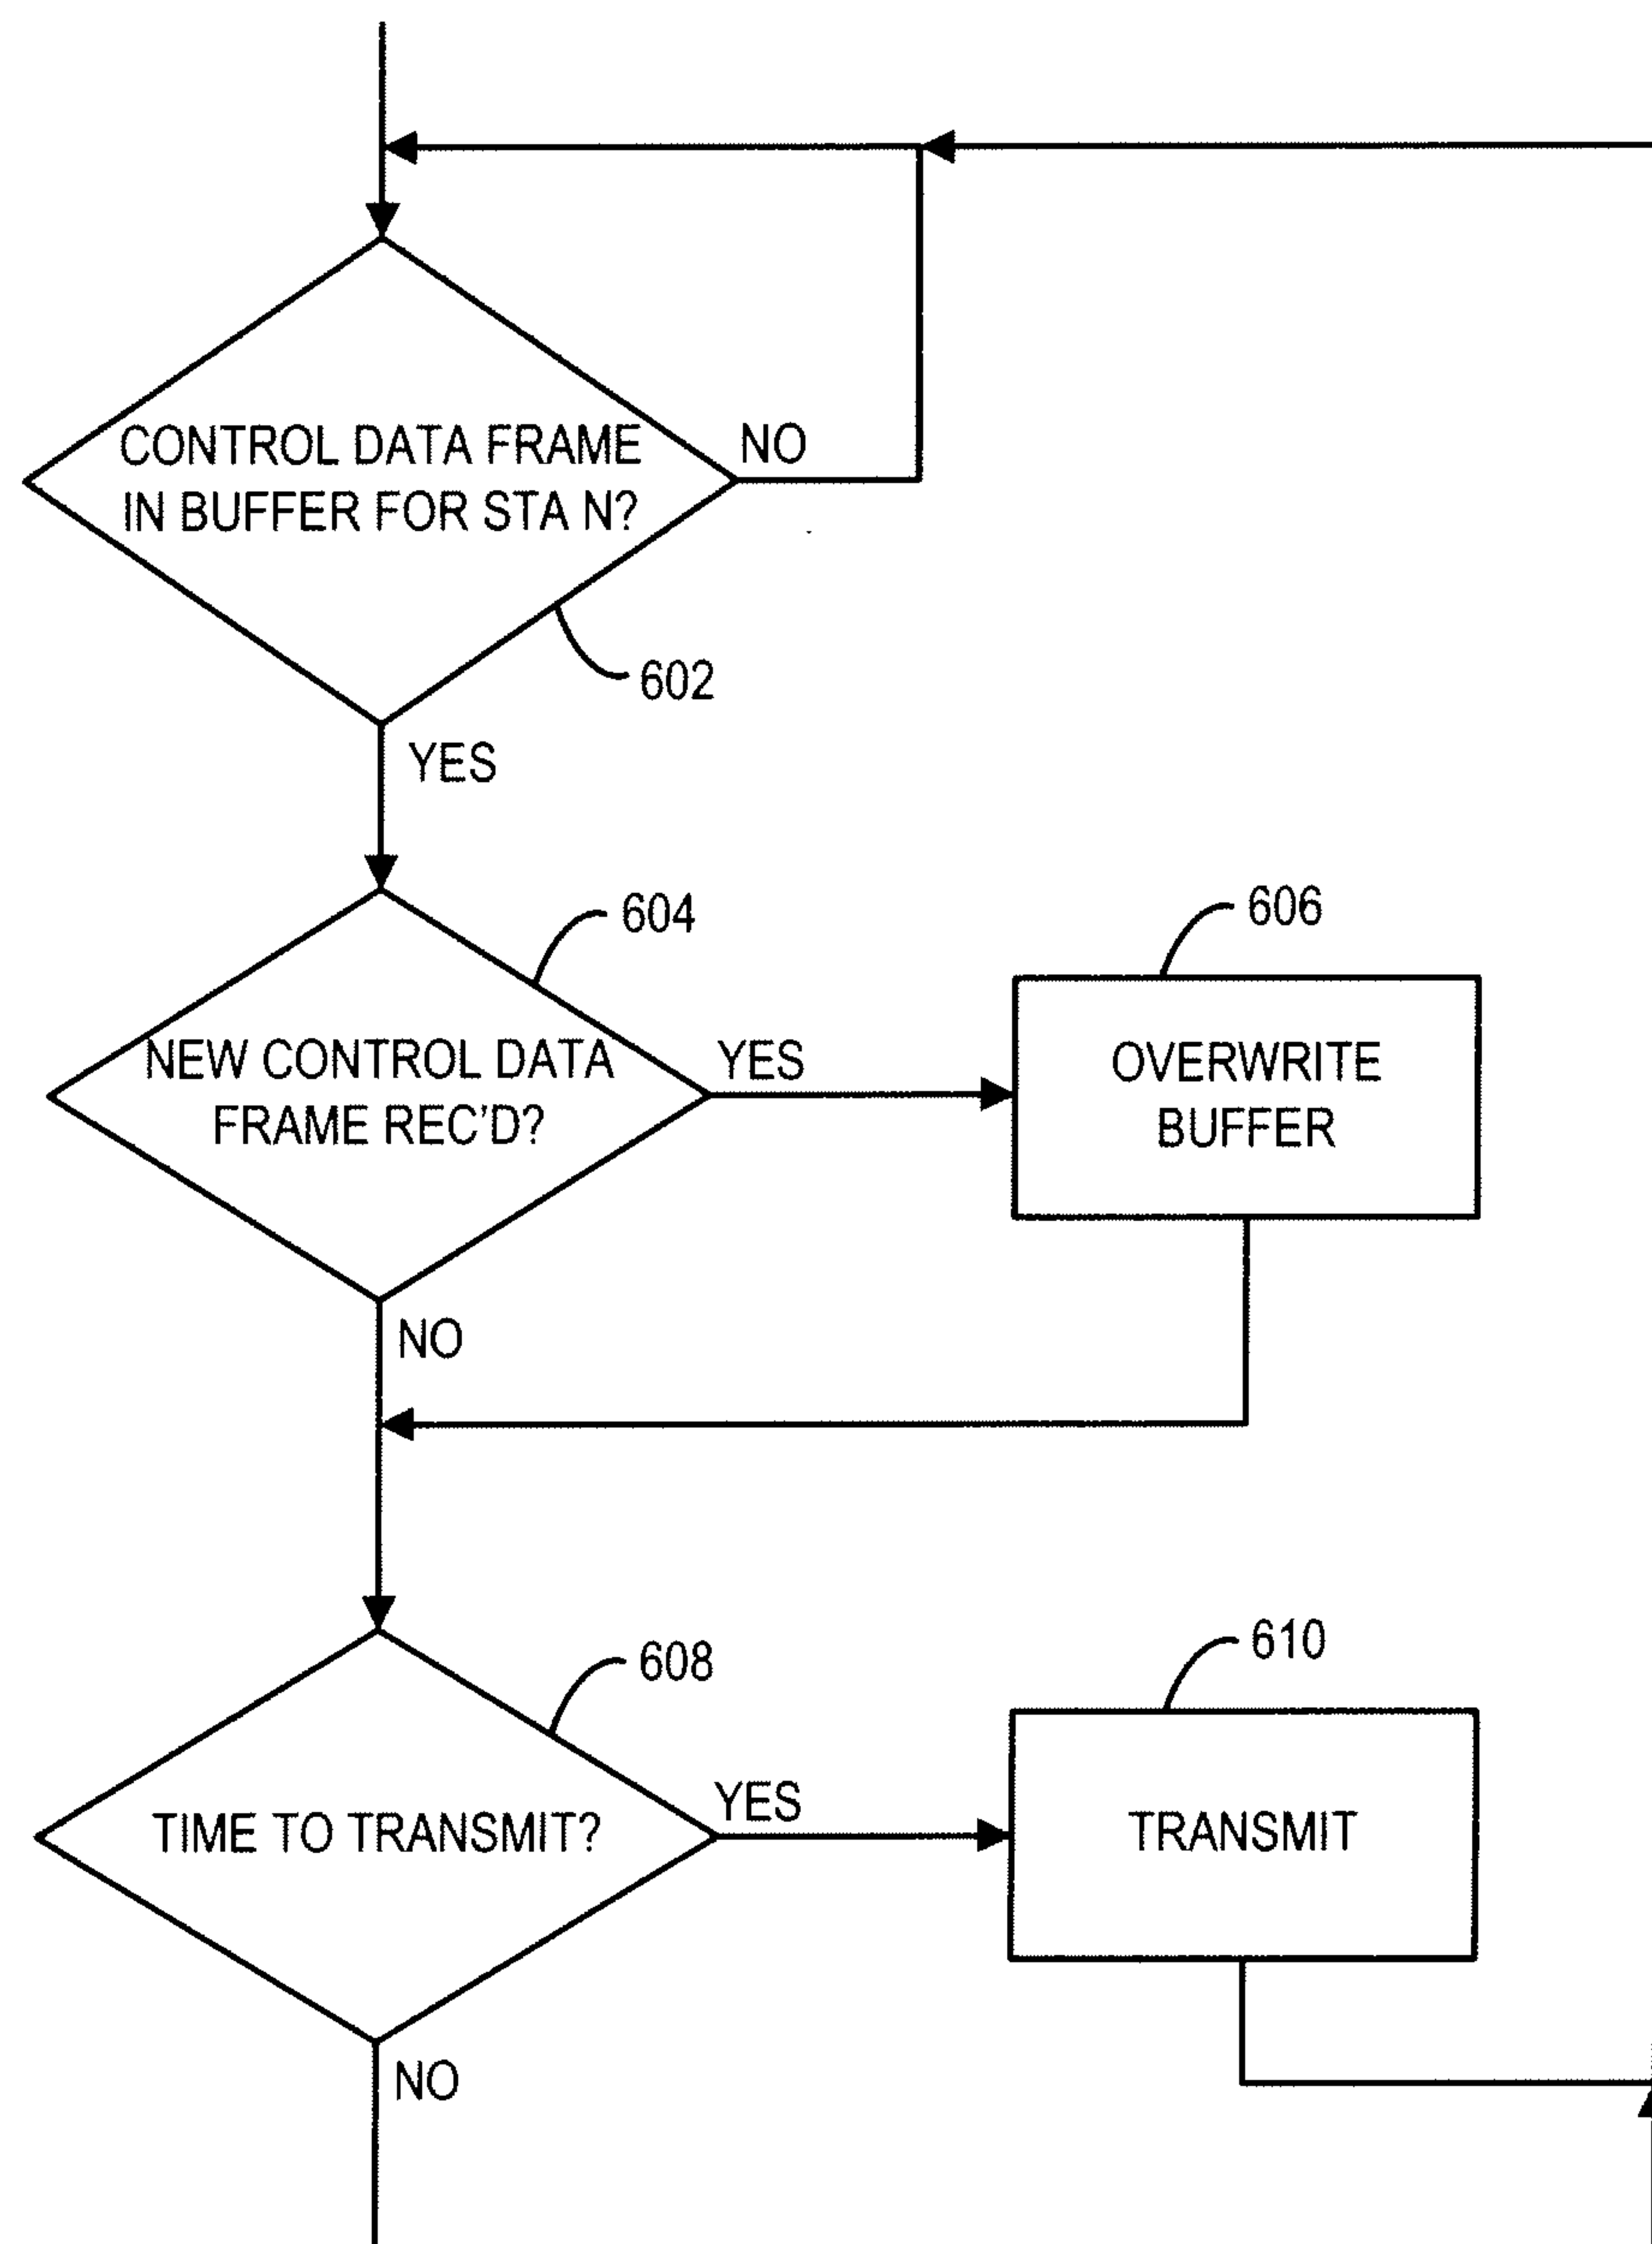 CONTROL DATA FRAME
IN BUFFER FOR STA N?
NO
602
YES
604
NEW CONTROL DATA
FRAME REC'D?
YES
606
OVERWRITE
BUFFER
NO
608
TIME TO TRANSMIT?
YES
610
TRANSMIT
NO